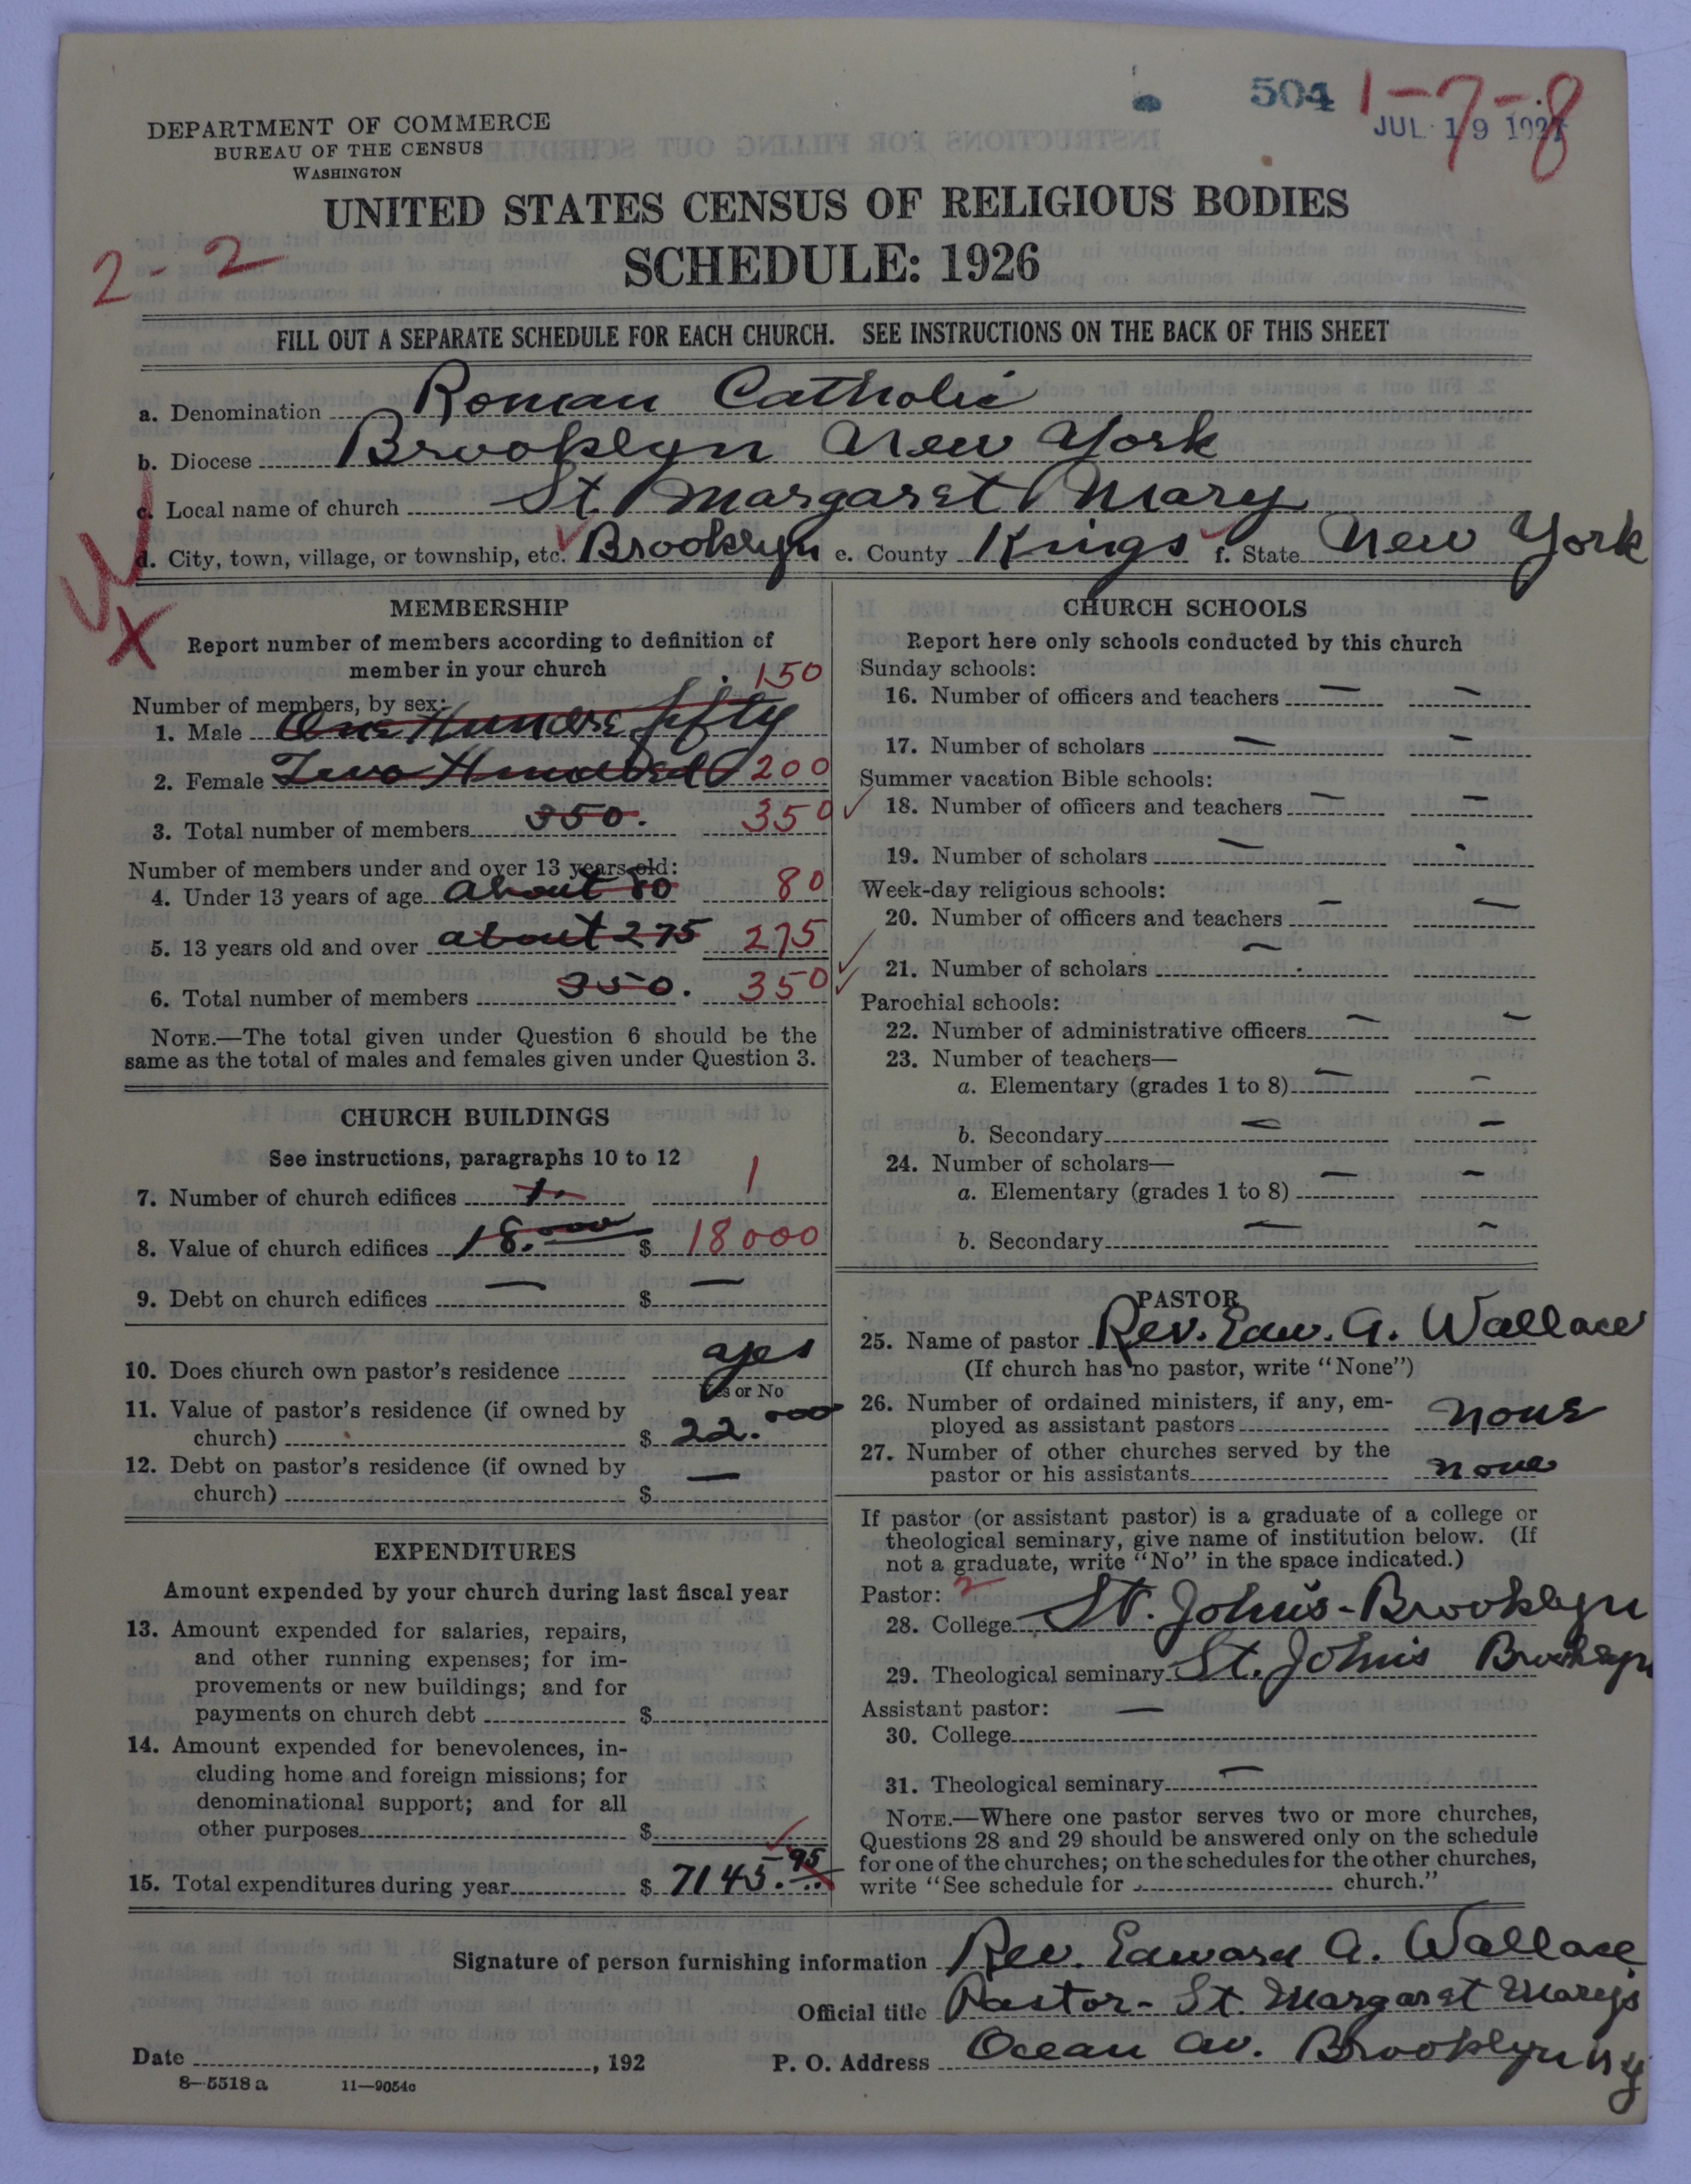 504 1-7-8
JUL 19 1927
DEPARTMENT OF COMMERCE
BUREAU OF THE CENSUS
WASHINGTON
UNITED STATES CENSUS OF RELIGIOUS BODIES
2-2
SCHEDULE: 1926
FILL OUT A SEPARATE SCHEDULE FOR EACH CHURCH. SEE INSTRUCTIONS ON THE BACK OF THIS SHEET
a. Denomination Roman Catholic
b. Diocese Brooklyn New York
c. Local name of church St. Margaret Mary
d. City, town, village, or township, etc. Brooklyn e. County Kings f. State New York
X
MEMBERSHIP
Report number of members according to definition of
member in your church
Number of members, by sex: 150
1. Male One Hundred fifty
2. Female Two Hundred 200
3. Total number of members 350. 350
Number of members under and over 13 years old:
4. Under 13 years of age about 80 80
5. 13 years old and over about 275 275
6. Total number of members 350. 350
NOTE.—The total given under Question 6 should be the
same as the total of males and females given under Question 3.
CHURCH BUILDINGS
See instructions, paragraphs 10 to 12
7. Number of church edifices 1. 1
8. Value of church edifices 18.000 $ 18000
9. Debt on church edifices — $ —
10. Does church own pastor's residence yes
Yes or No
11. Value of pastor's residence (if owned by
church) $ 22.000
12. Debt on pastor's residence (if owned by
church) $ —
EXPENDITURES
Amount expended by your church during last fiscal year
13. Amount expended for salaries, repairs,
and other running expenses; for im-
provements or new buildings; and for
payments on church debt $
14. Amount expended for benevolences, in-
cluding home and foreign missions; for
denominational support; and for all
other purposes $
15. Total expenditures during year $ 7145.95
CHURCH SCHOOLS
Report here only schools conducted by this church
Sunday schools:
16. Number of officers and teachers — —
17. Number of scholars — —
Summer vacation Bible schools:
18. Number of officers and teachers — —
19. Number of scholars — -
Week-day religious schools:
20. Number of officers and teachers — —
21. Number of scholars —
Parochial schools:
22. Number of administrative officers — —
23. Number of teachers—
a. Elementary (grades 1 to 8) — —
b. Secondary — —
24. Number of scholars—
a. Elementary (grades 1 to 8) — —
b. Secondary — —
PASTOR
25. Name of pastor Rev. Edw. A. Wallace
(If church has no pastor, write "None")
26. Number of ordained ministers, if any, em-
ployed as assistant pastors none
27. Number of other churches served by the
pastor or his assistants none
If pastor (or assistant pastor) is a graduate of a college or
theological seminary, give name of institution below. (If
not a graduate, write "No" in the space indicated.)
Pastor: 2
28. College St. John's - Brooklyn
29. Theological seminary St. John's Brooklyn
Assistant pastor: —
30. College
31. Theological seminary —
NOTE.—Where one pastor serves two or more churches,
Questions 28 and 29 should be answered only on the schedule
for one of the churches; on the schedules for the other churches,
write "See schedule for church."
Signature of person furnishing information Rev. Edward A. Wallace
Official title Pastor - St. Margaret Mary's
Date , 192 P. O. Address Ocean Av. Brooklyn NY
8—5518 a 11—9054c